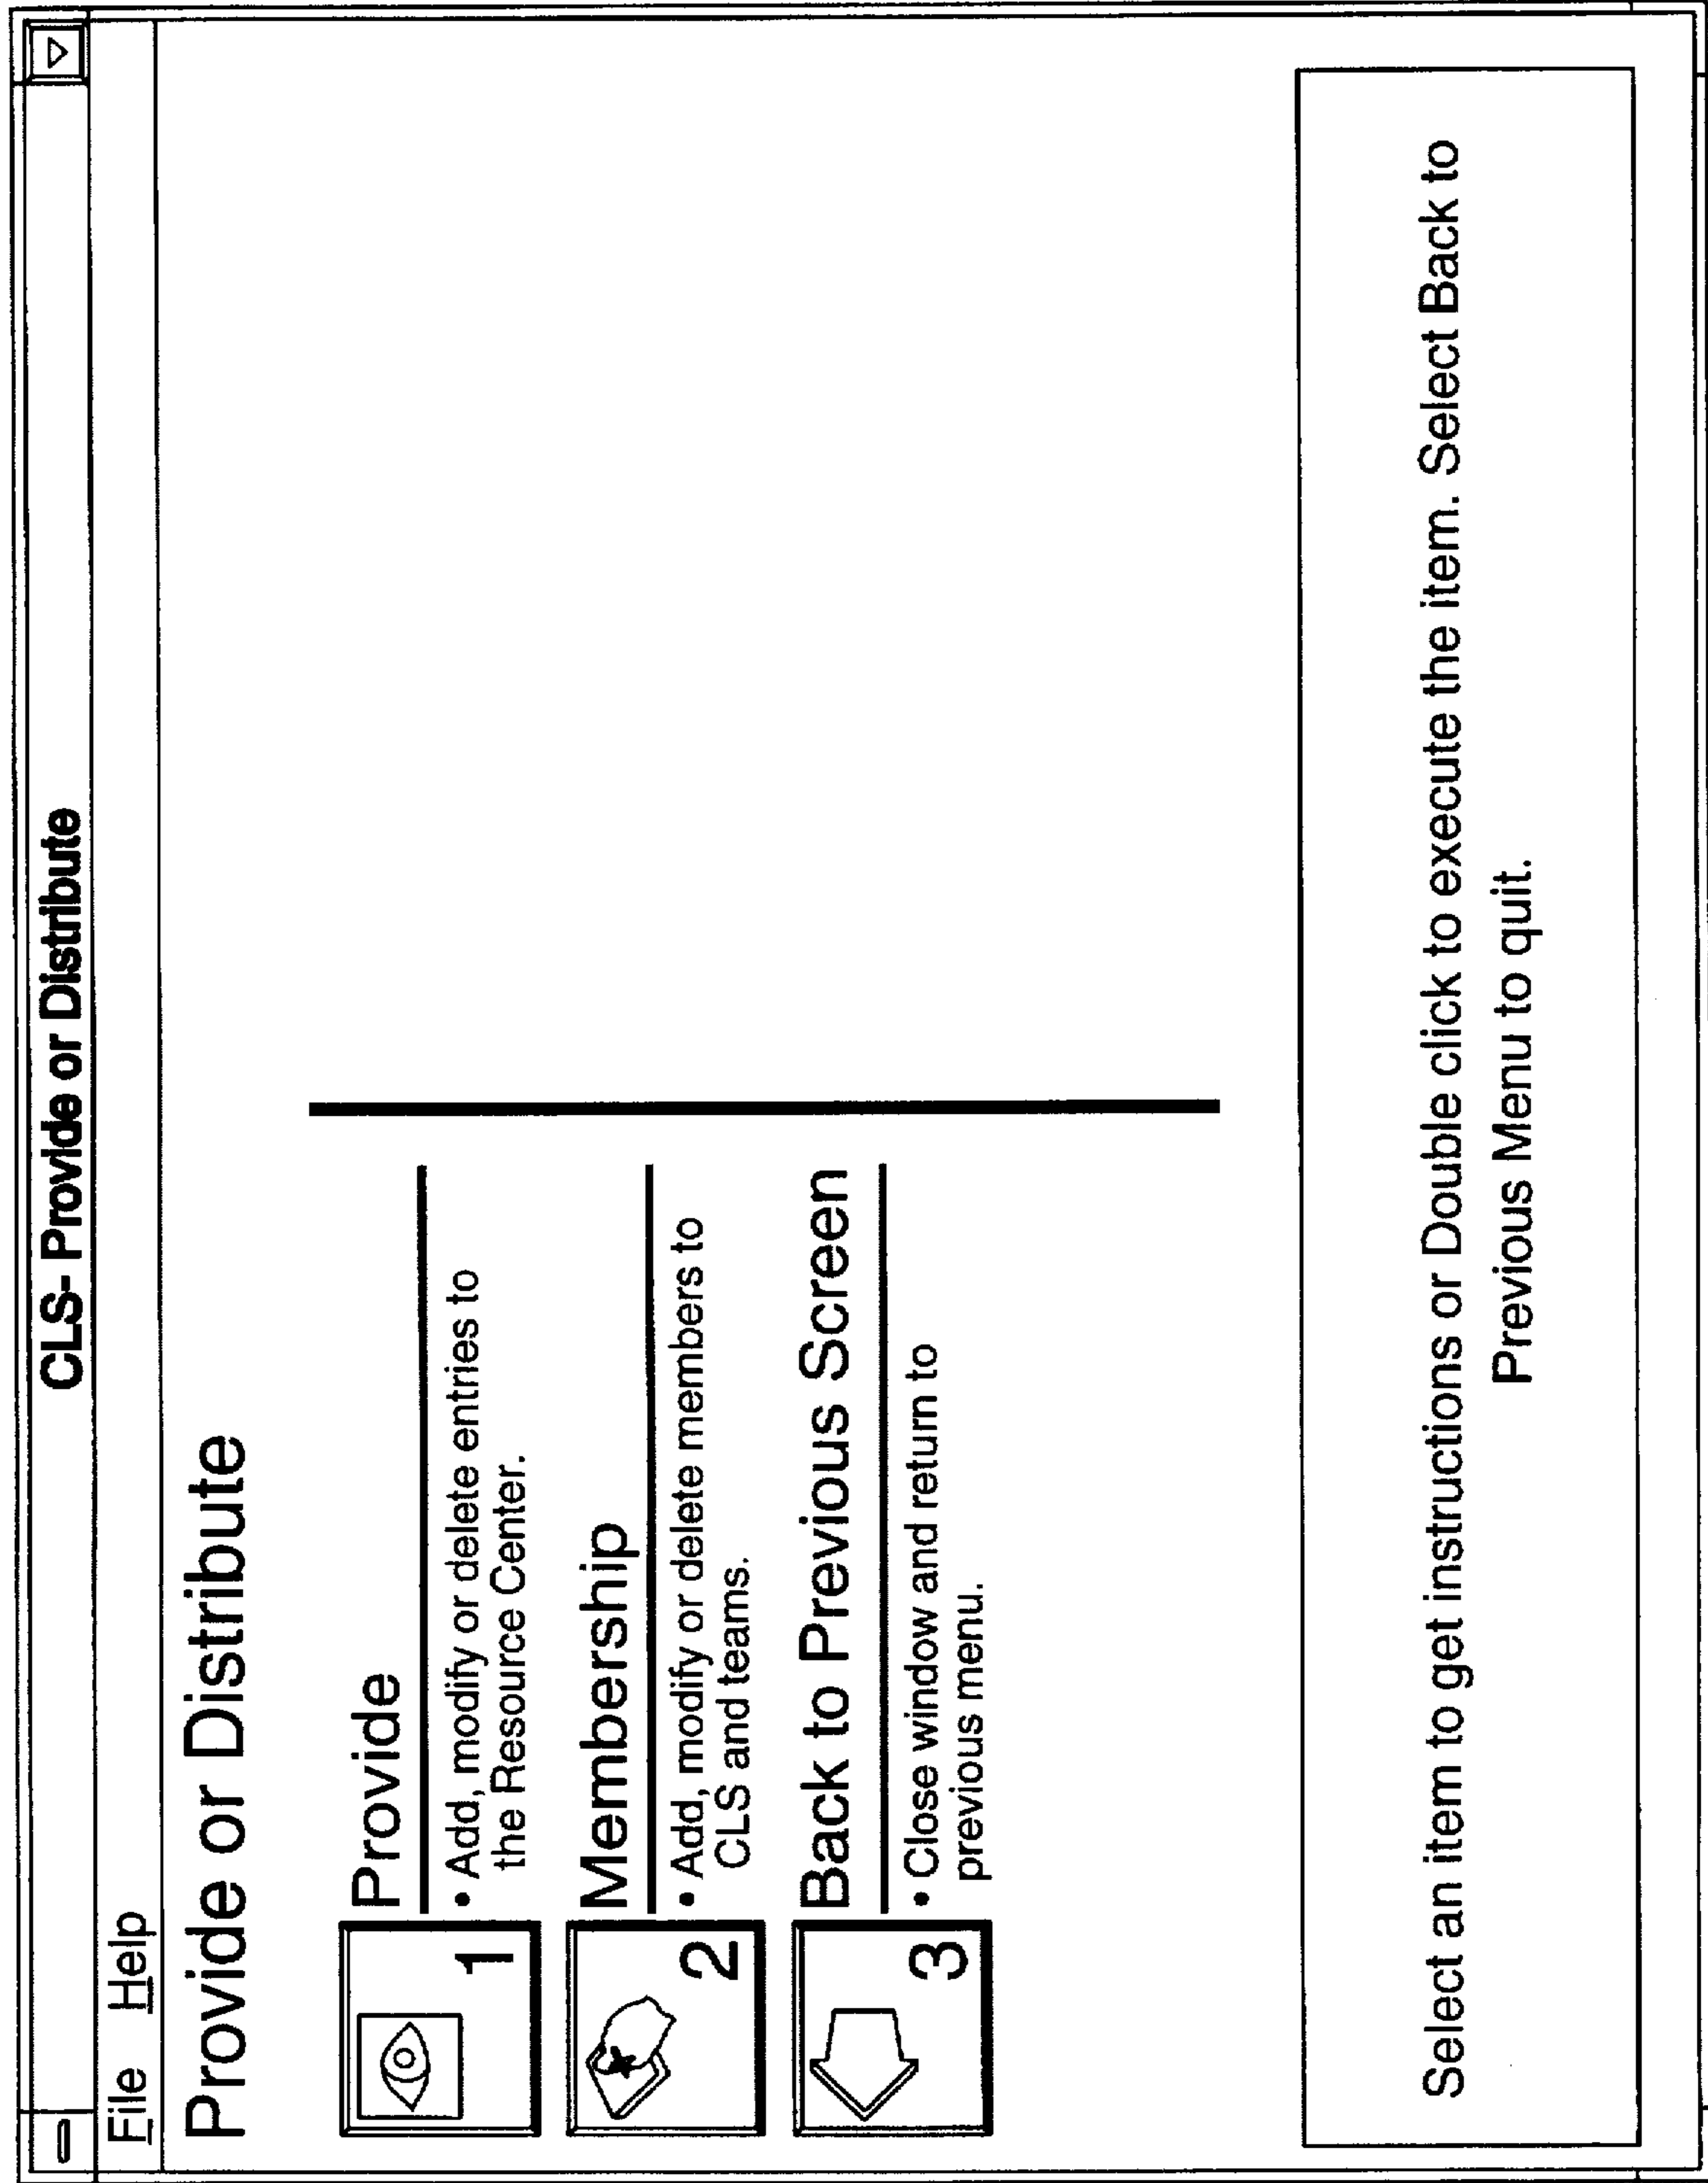 CLS- Provide or Distribute
File Help
Provide or Distribute
1
Provide
• Add, modify or delete entries to
the Resource Center.
2
Membership
• Add, modify or delete members to
CLS and teams.
3
Back to Previous Screen
• Close window and return to
previous menu.
Select an item to get instructions or Double click to execute the item. Select Back to
Previous Menu to quit.